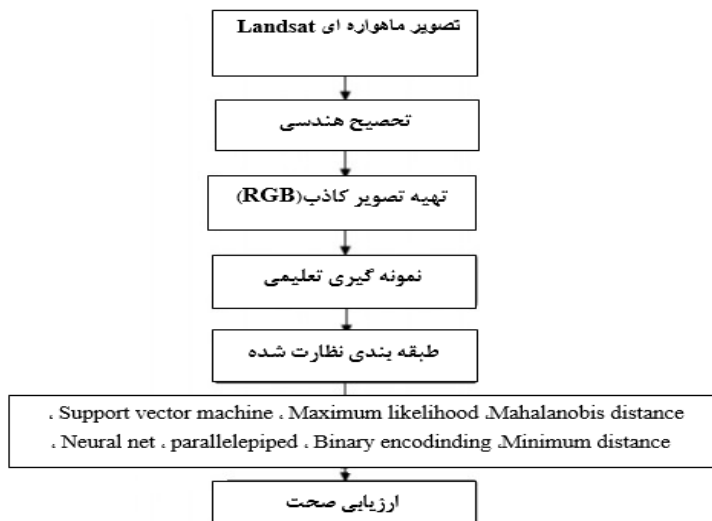 تصویر ماهواره ای Landsat
تحصیح هندسی
تهیه تصویر کاذب(RGB)
نمونه گیری تعلیمی
طبقه بندی نظارت شده
، Support vector machine ، Maximum likelihood .Mahalanobis distance
، Neural net ، parallelepiped ، Binary encodinding .Minimum distance
ارزیابی صحت